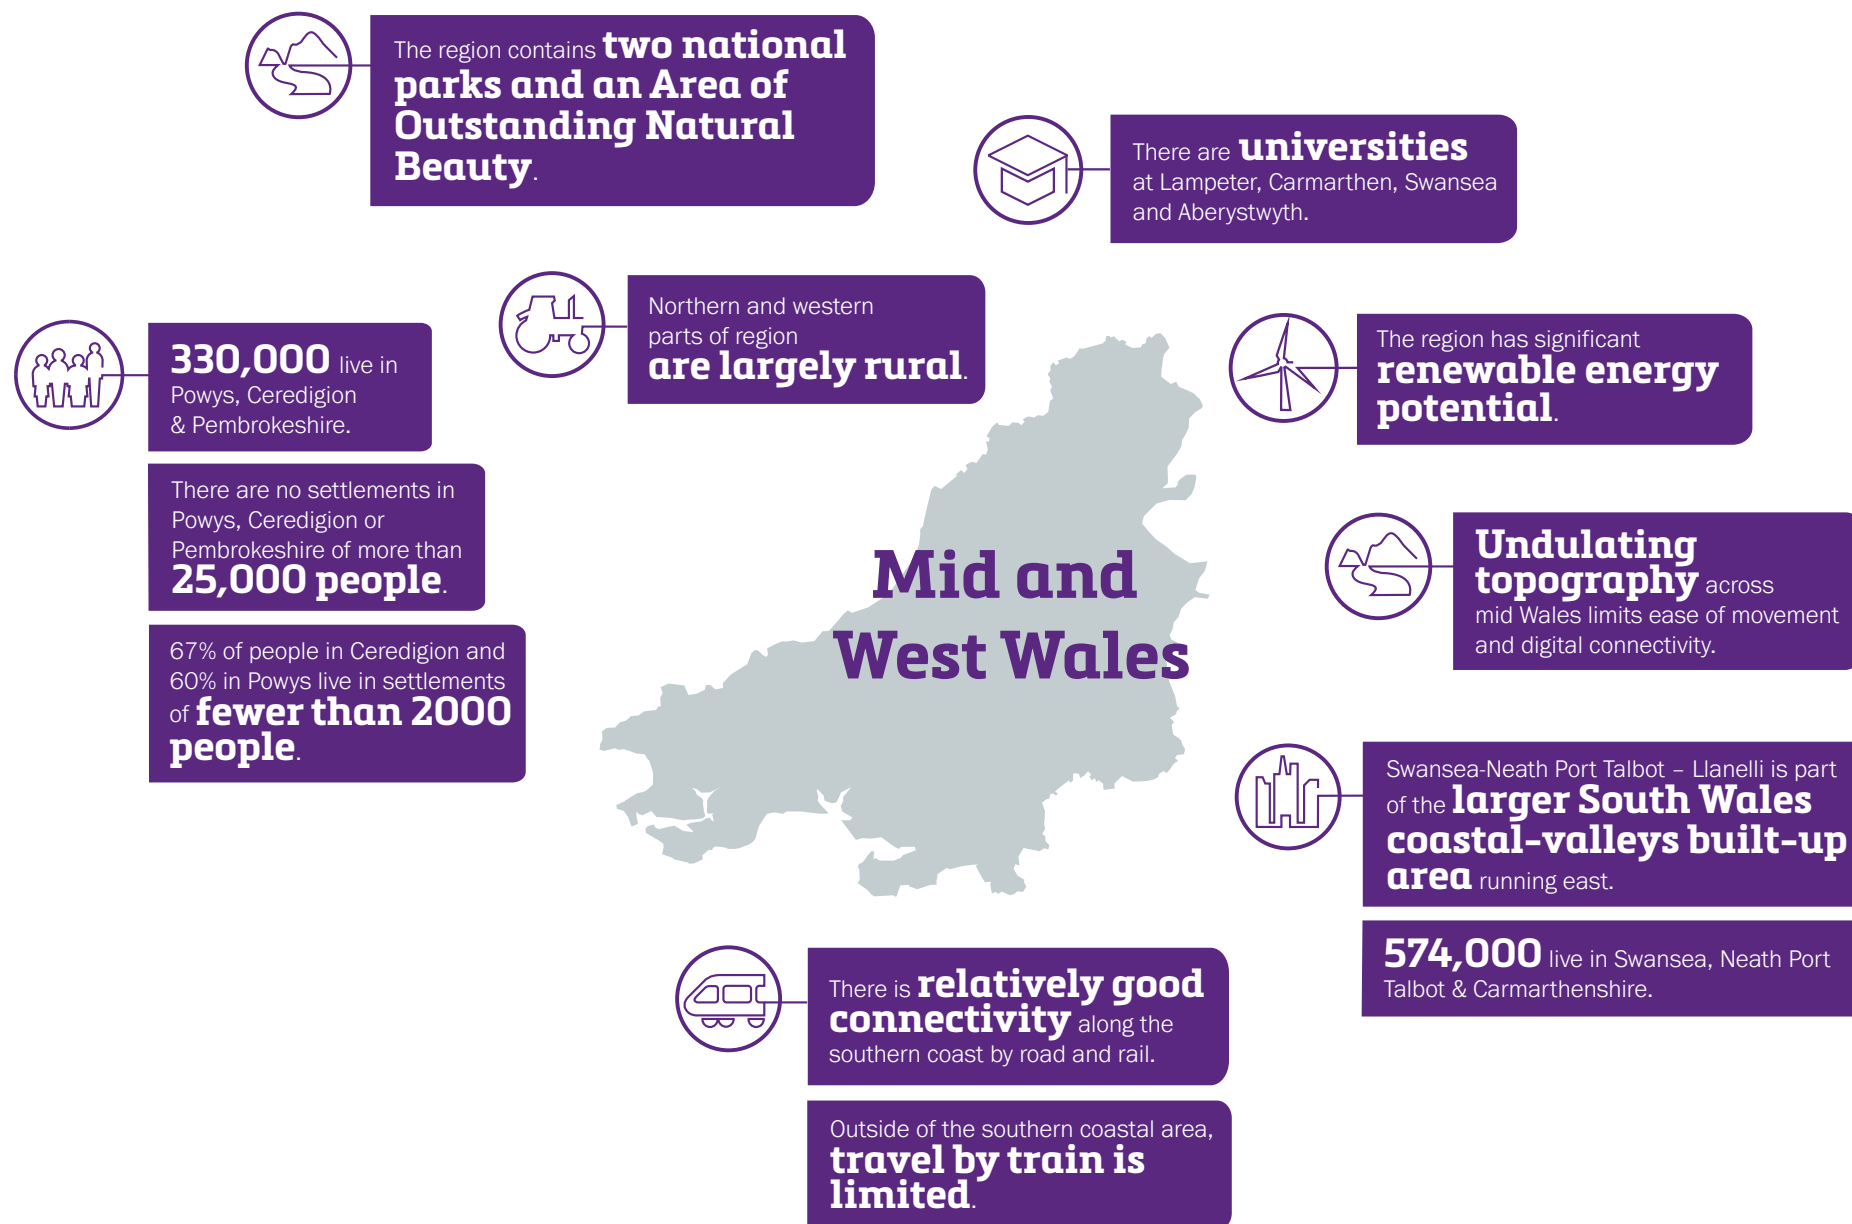 The region contains two national
parks and an Area of
Outstanding Natural
Beauty.
There are universities
at Lampeter, Carmarthen, Swansea
and Aberystwyth.
Northern and western
parts of region
are largely rural.
330,000 live in
Powys, Ceredigion
& Pembrokeshire.
There are no settlements in
Powys, Ceredigion or
Pembrokeshire of more than
25,000 people.
67% of people in Ceredigion and
60% in Powys live in settlements
of fewer than 2000
people.
The region has significant
renewable energy
potential.
Mid and
West Wales
Undulating
topography across
mid Wales limits ease of movement
and digital connectivity.
Swansea-Neath Port Talbot – Llanelli is part
of the larger South Wales
coastal-valleys built-up
area running east.
574,000 live in Swansea, Neath Port
Talbot & Carmarthenshire.
There is relatively good
connectivity along the
southern coast by road and rail.
Outside of the southern coastal area,
travel by train is
limited.